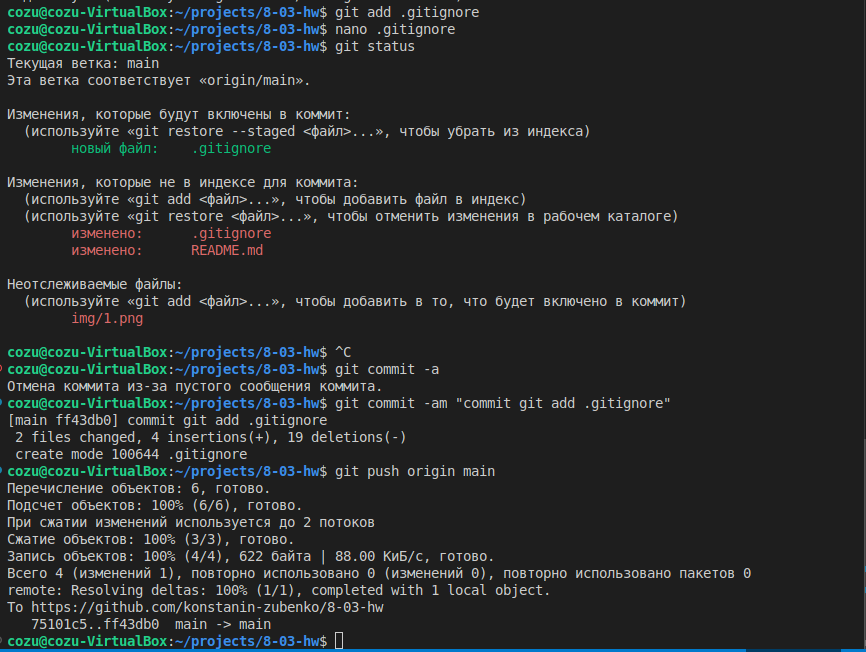 cozu@cozu-VirtualBox:~/projects/8-03-hw$ git add .gitignore
cozu@cozu-VirtualBox:~/projects/8-03-hw$ nano .gitignore
cozu@cozu-VirtualBox:~/projects/8-03-hw$ git status
Текущая ветка: main
Эта ветка соответствует «origin/main».

Изменения, которые будут включены в коммит:
  (используйте «git restore --staged <файл>...», чтобы убрать из индекса)
        новый файл:    .gitignore

Изменения, которые не в индексе для коммита:
  (используйте «git add <файл>...», чтобы добавить файл в индекс)
  (используйте «git restore <файл>...», чтобы отменить изменения в рабочем каталоге)
        изменено:      .gitignore
        изменено:      README.md

Неотслеживаемые файлы:
  (используйте «git add <файл>...», чтобы добавить в то, что будет включено в коммит)
        img/1.png

cozu@cozu-VirtualBox:~/projects/8-03-hw$ ^C
cozu@cozu-VirtualBox:~/projects/8-03-hw$ git commit -a
Отмена коммита из-за пустого сообщения коммита.
cozu@cozu-VirtualBox:~/projects/8-03-hw$ git commit -am "commit git add .gitignore"
[main ff43db0] commit git add .gitignore
 2 files changed, 4 insertions(+), 19 deletions(-)
 create mode 100644 .gitignore
cozu@cozu-VirtualBox:~/projects/8-03-hw$ git push origin main
Перечисление объектов: 6, готово.
Подсчет объектов: 100% (6/6), готово.
При сжатии изменений используется до 2 потоков
Сжатие объектов: 100% (3/3), готово.
Запись объектов: 100% (4/4), 622 байта | 88.00 КиБ/с, готово.
Всего 4 (изменений 1), повторно использовано 0 (изменений 0), повторно использовано пакетов 0
remote: Resolving deltas: 100% (1/1), completed with 1 local object.
To https://github.com/konstanin-zubenko/8-03-hw
   75101c5..ff43db0  main -> main
cozu@cozu-VirtualBox:~/projects/8-03-hw$